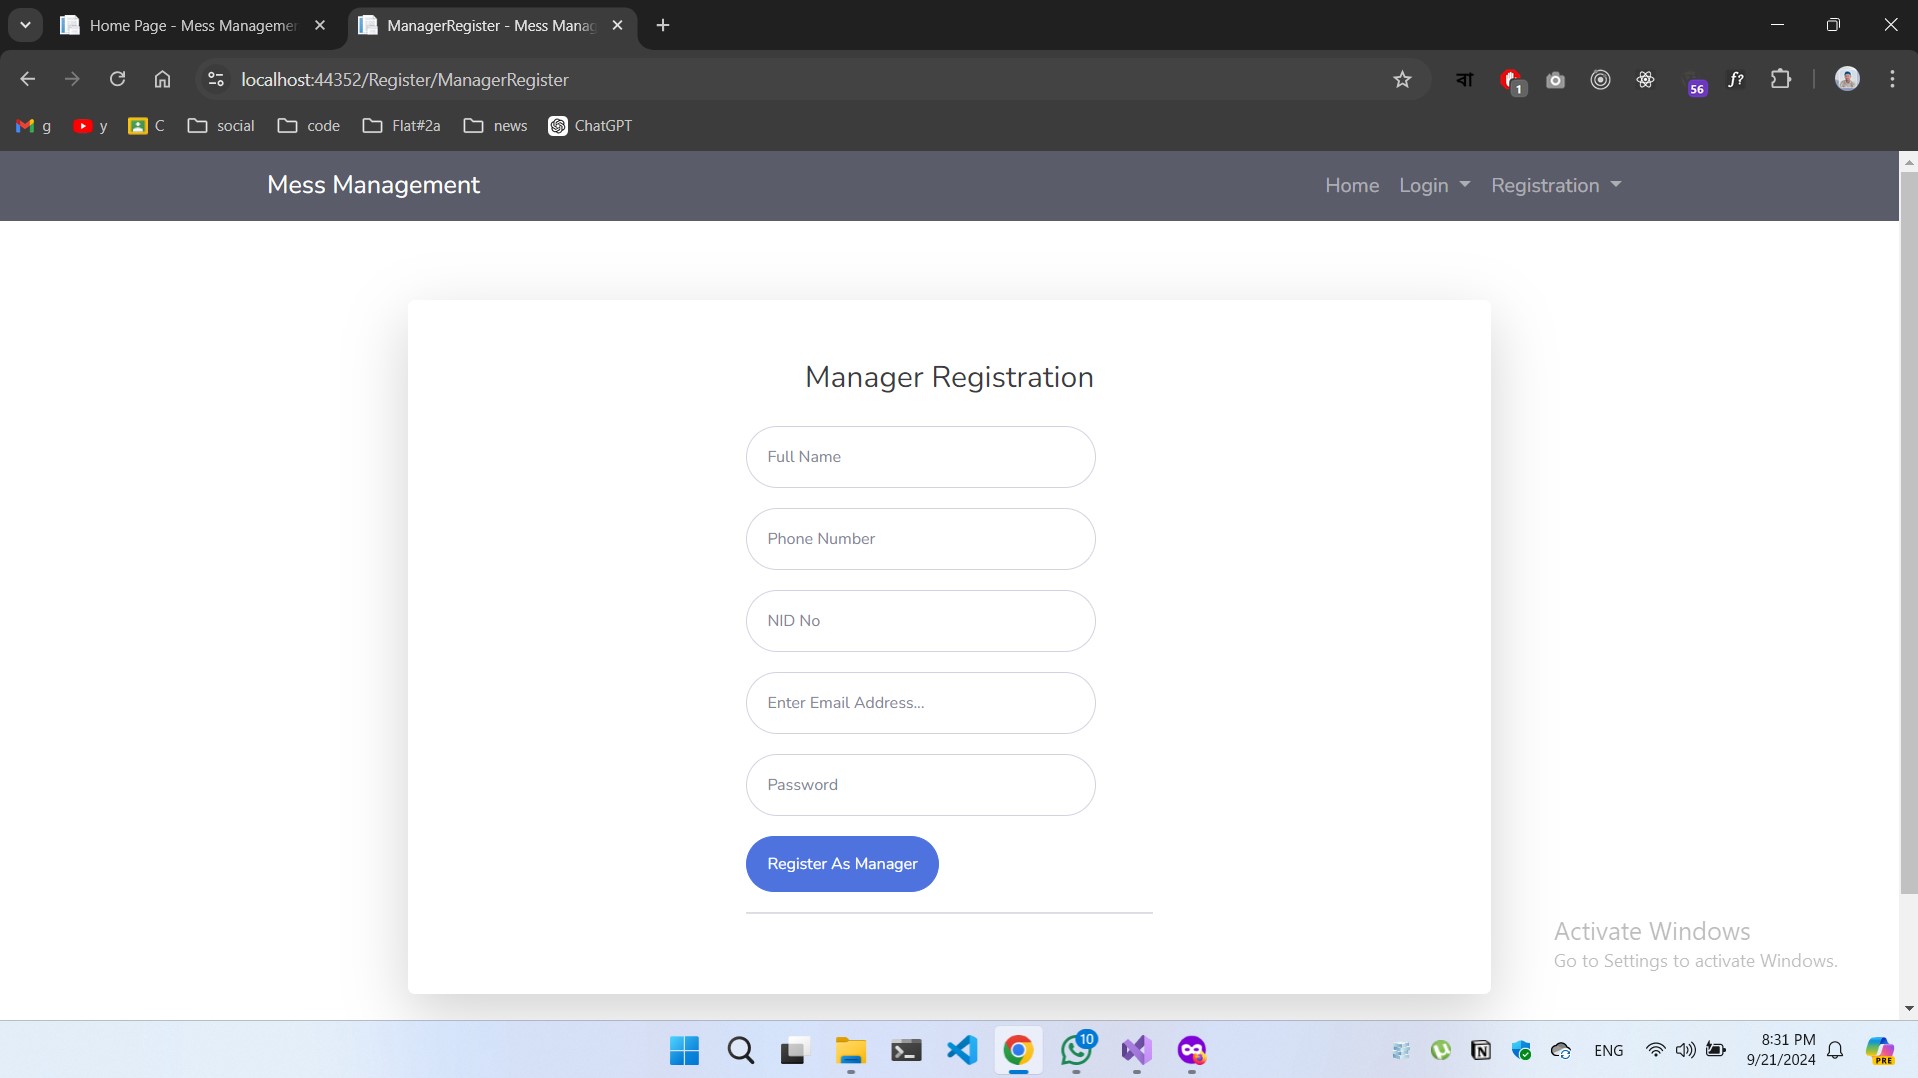 Home Page - Mess Managemen
ManagerRegister - Mess Manag
localhost:44352/Register/ManagerRegister
বা
1
56
f?
g
y
C
social
code
Flat#2a
news
ChatGPT
Mess Management
Home
Login
Registration
Manager Registration
Full Name
Phone Number
NID No
Enter Email Address...
Password
Register As Manager
Activate Windows
Go to Settings to activate Windows.
10
ENG
8:31 PM
9/21/2024
PRE